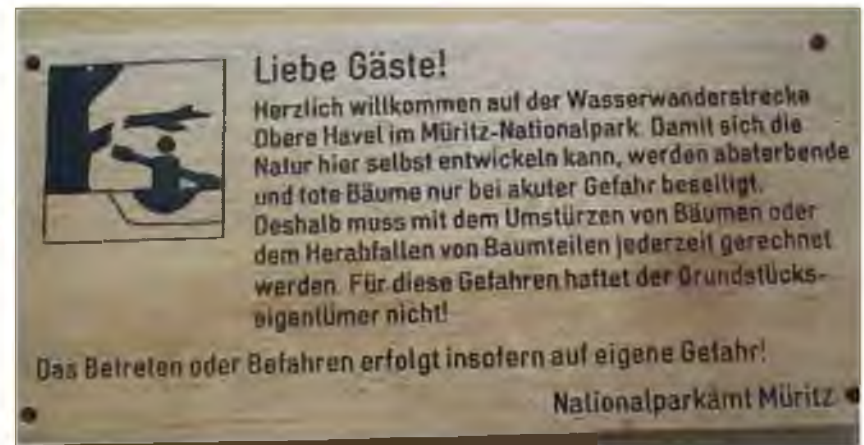 Liebe Gäste!
Herzlich willkommen auf der Wasserwanderstrecke
Obere Havel im Müritz-Nationalpark. Damit sich die
Natur hier selbst entwickeln kann, werden absterbende
und tote Bäume nur bei akuter Gefahr beseitigt.
Deshalb muss mit dem Umstürzen von Bäumen oder
dem Herabfallen von Baumteilen jederzeit gerechnet
werden. Für diese Gefahren haftet der Grundstücks-
eigentümer nicht!
Das Betreten oder Befahren erfolgt insofern auf eigene Gefahr!
Nationalparkamt Müritz